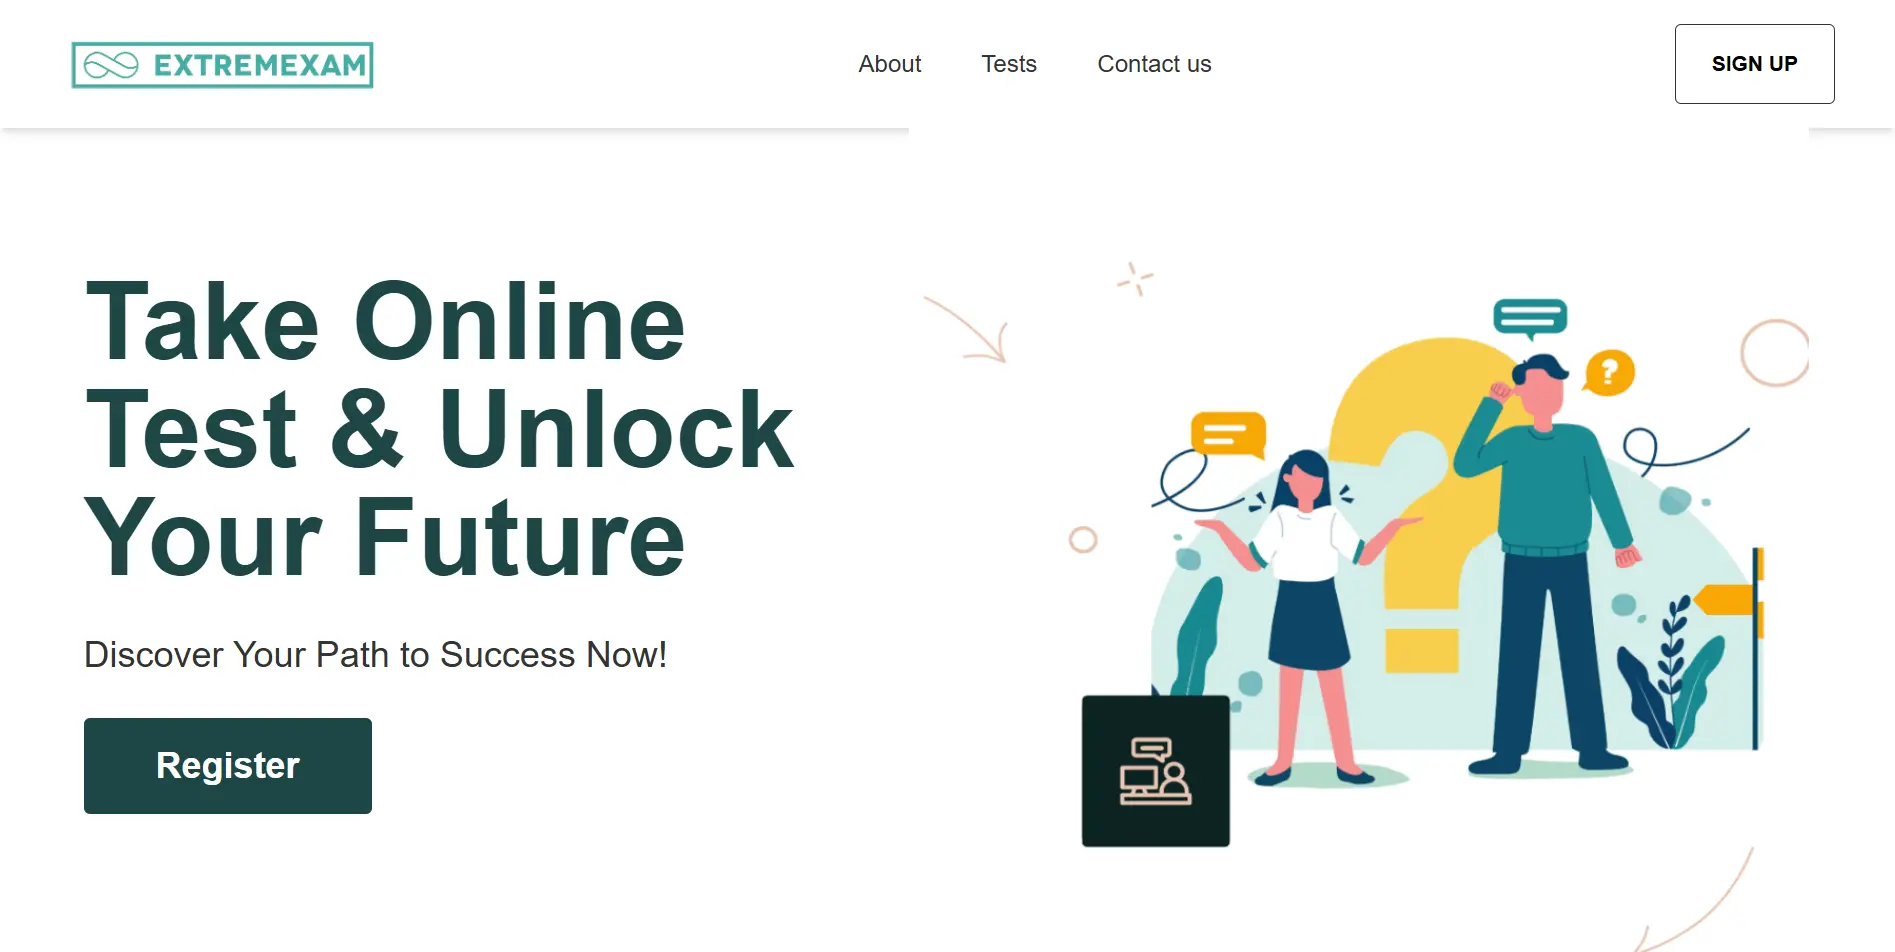 EXTREMEXAM
About
Tests
Contact us
SIGN UP
Take Online
Test & Unlock
Your Future
Discover Your Path to Success Now!
Register
?
?